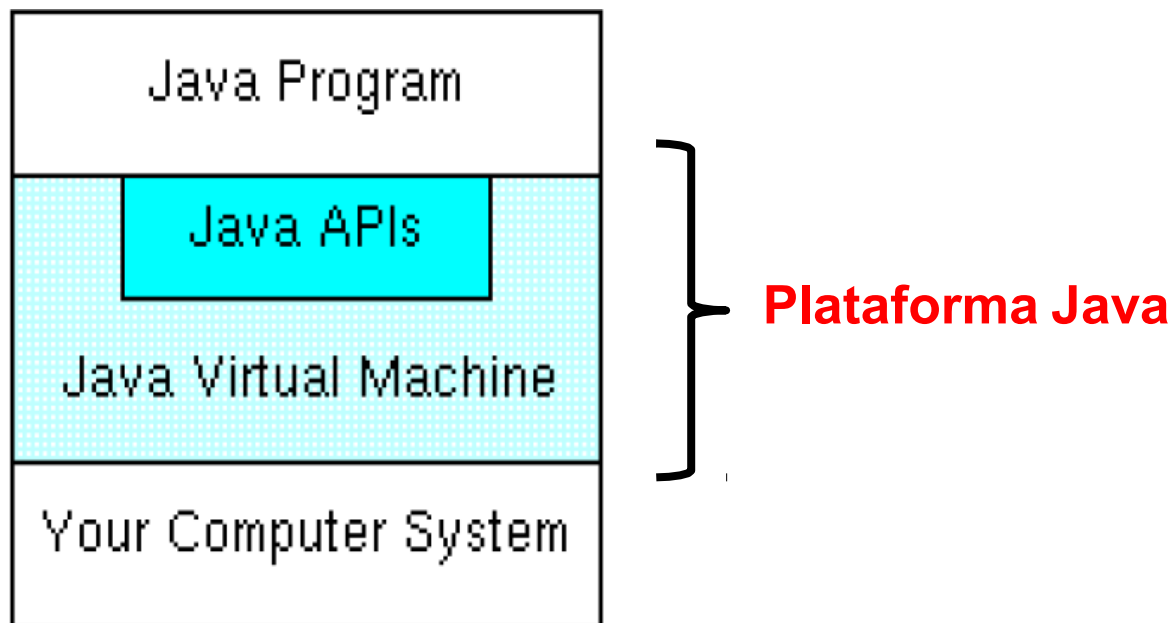 Java Program
Java APIs
Java Virtual Machine
Your Computer System
Plataforma Java